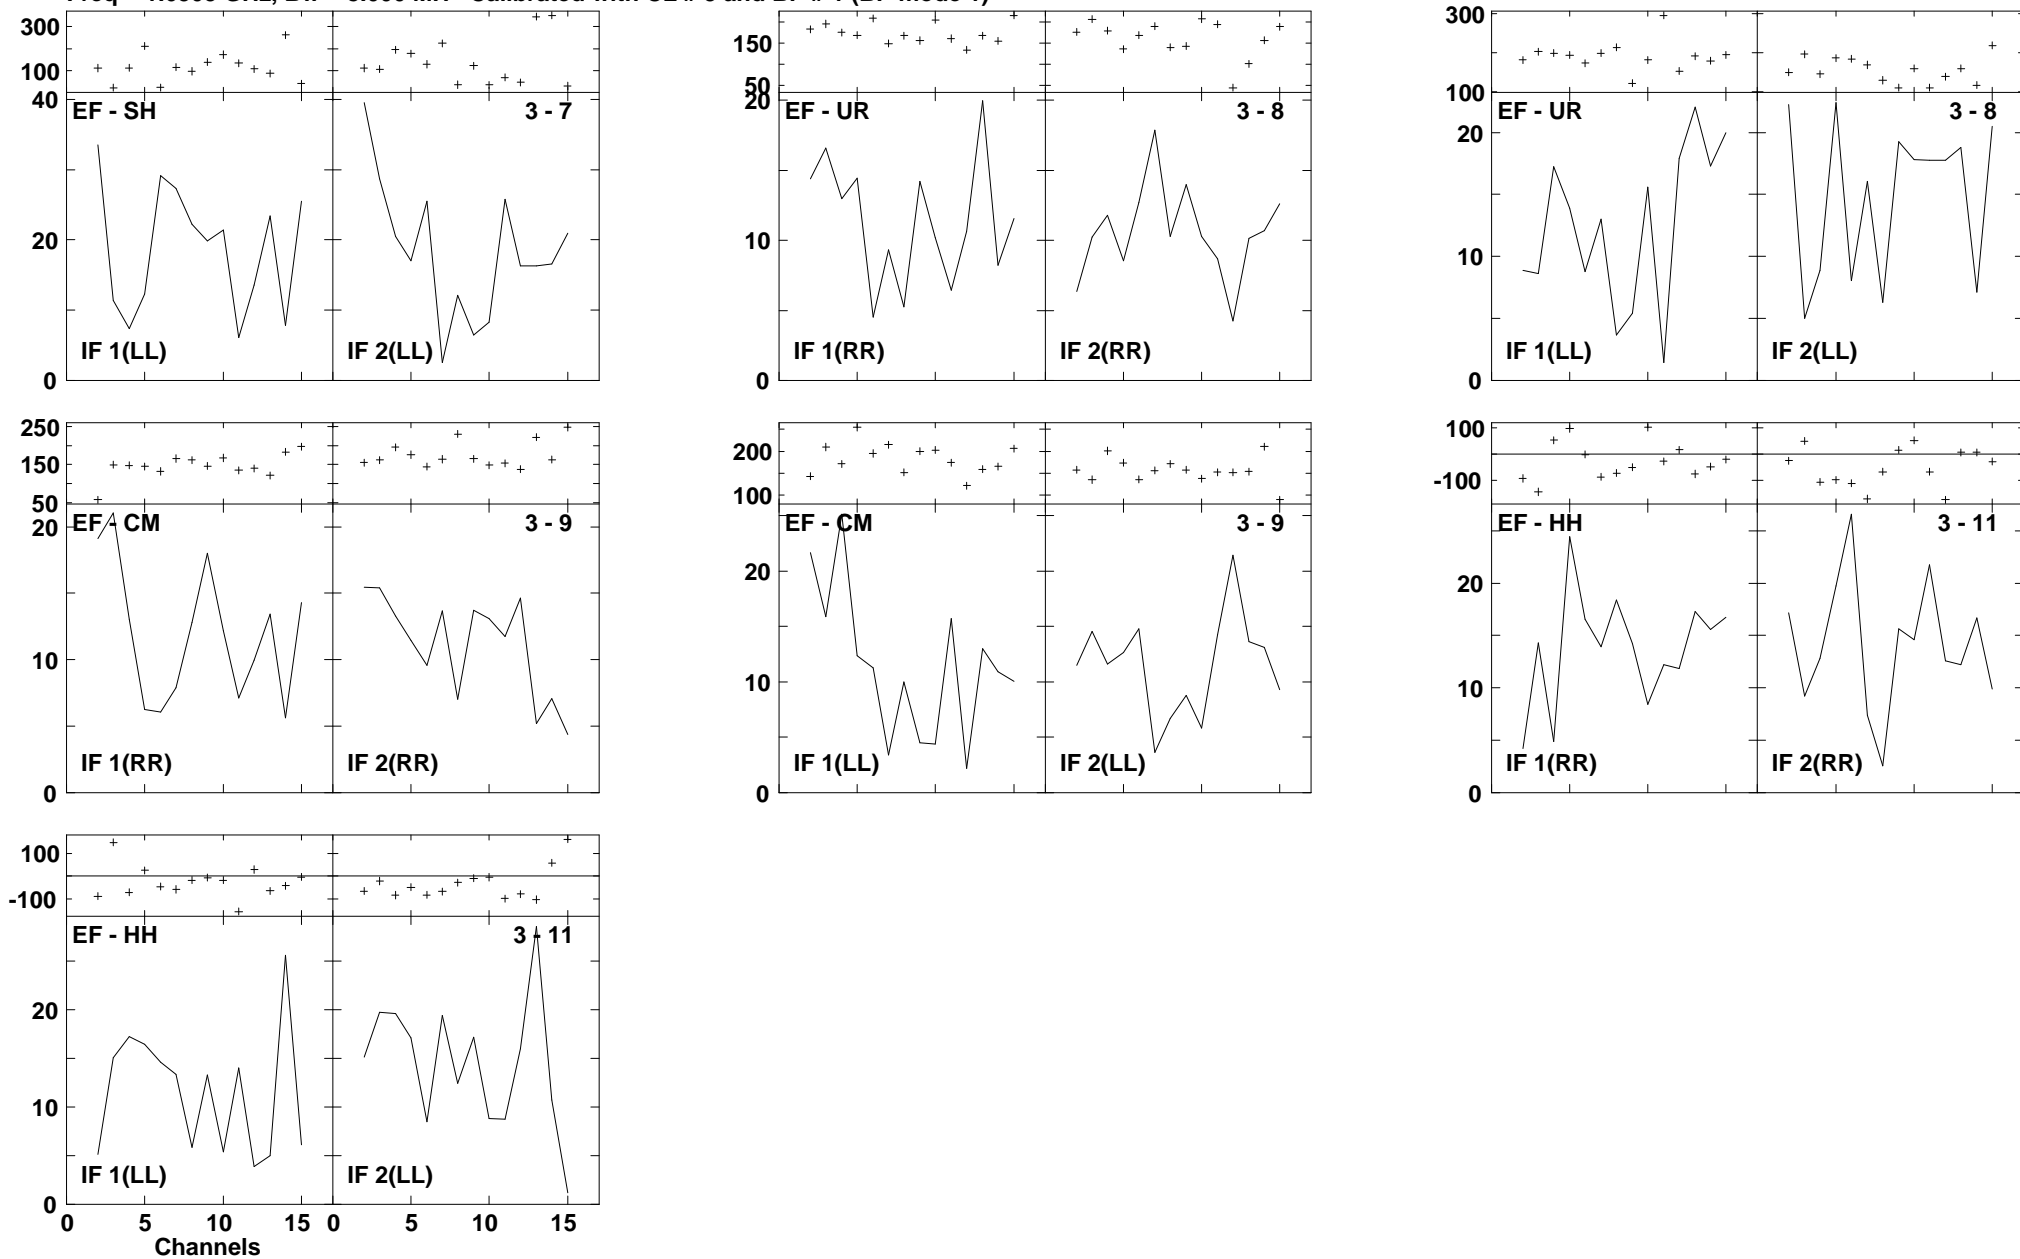 300
100
150
50
300
100
40
20
0
EF - SH
3 - 7
IF 1(LL)
IF 2(LL)
20
10
0
EF - UR
3 - 8
IF 1(RR)
IF 2(RR)
20
10
0
EF - UR
3 - 8
IF 1(LL)
IF 2(LL)
250
150
50
200
100
100
-100
20
10
0
EF - CM
3 - 9
IF 1(RR)
IF 2(RR)
20
10
0
EF - CM
3 - 9
IF 1(LL)
IF 2(LL)
20
10
0
EF - HH
3 - 11
IF 1(RR)
IF 2(RR)
100
-100
20
10
0
EF - HH
3 - 11
IF 1(LL)
IF 2(LL)
0 5 10 15 0 5 10 15
Channels